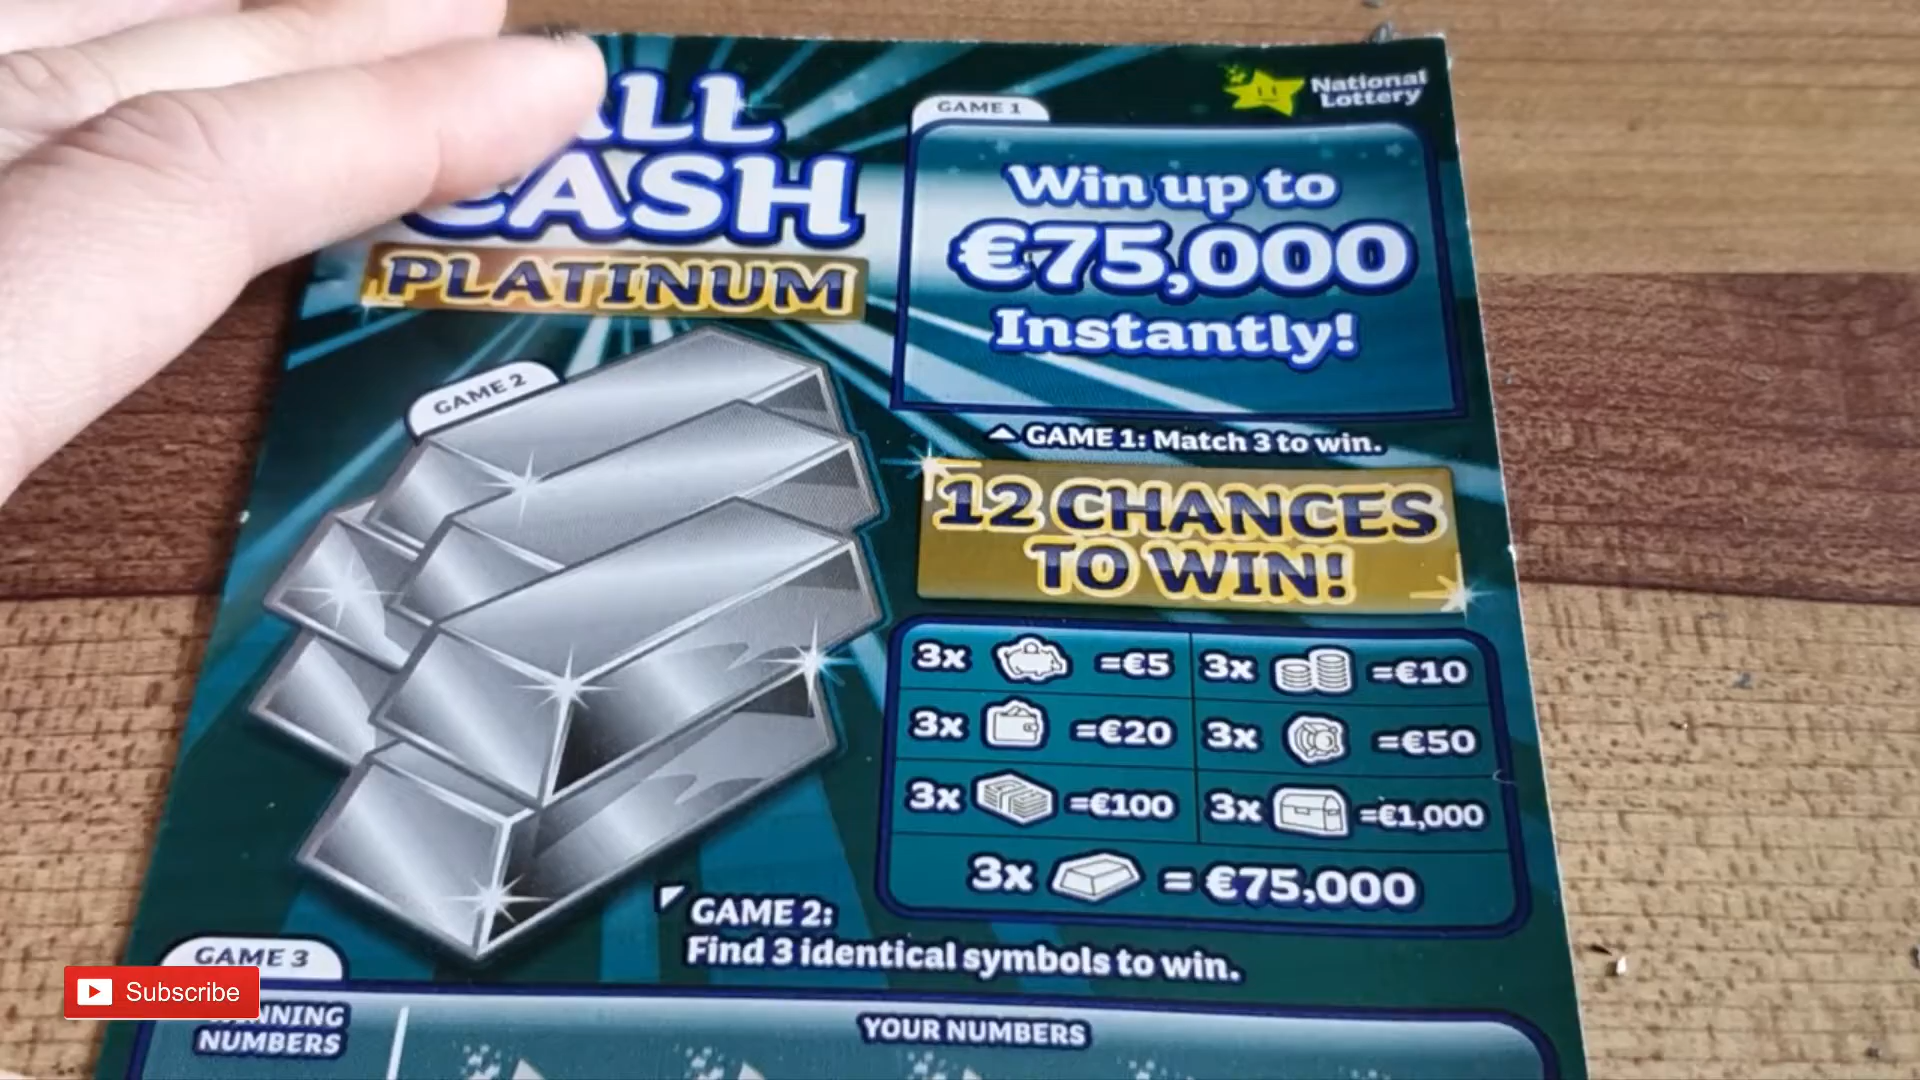 ALL
CASH
PLATINUM
National
Lottery
GAME 1
Win up to
€75,000
Instantly!
GAME 1: Match 3 to win.
12 CHANCES
TO WIN!
GAME 2
3x =€5
3x =€10
3x =€20
3x =€50
3x =€100
3x =€1,000
3x = €75,000
GAME 2:
Find 3 identical symbols to win.
GAME 3
Subscribe
WINNING
NUMBERS
YOUR NUMBERS